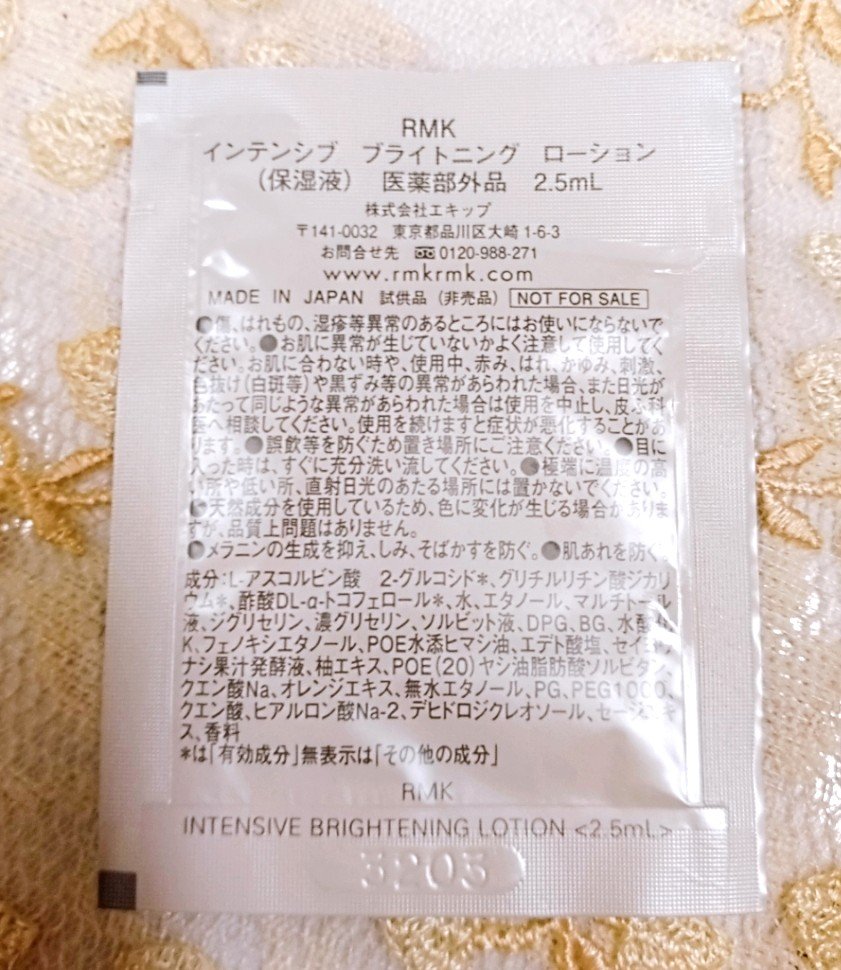 RMK
インテンシブ ブライトニング ローション
（保湿液） 医薬部外品 2.5mL
株式会社エキップ
〒141-0032 東京都品川区大崎1-6-3
お問合せ先 0120-988-271
www.rmkrmk.com
MADE IN JAPAN 試供品（非売品） NOT FOR SALE
●傷、はれもの、湿疹等異常のあるところにはお使いにならないで
ください。●お肌に異常が生じていないかよく注意して使用してく
ださい。お肌に合わない時や、使用中、赤み、はれ、かゆみ、刺激、
色抜け（白斑等）や黒ずみ等の異常があらわれた場合、また日光が
あたって同じような異常があらわれた場合は使用を中止し、皮ふ科
医へ相談してください。使用を続けますと症状が悪化することがあ
ります。●誤飲等を防ぐため置き場所にご注意ください。●目に
入った時は、すぐに充分洗い流してください。●極端に温度の高
い所や低い所、直射日光のあたる場所には置かないでください。
●天然成分を使用しているため、色に変化が生じる場合がありま
すが、品質上問題はありません。
●メラニンの生成を抑え、しみ、そばかすを防ぐ。●肌あれを防ぐ。
成分：L-アスコルビン酸 2-グルコシド*、グリチルリチン酸ジカリ
ウム*、酢酸DL-α-トコフェロール*、水、エタノール、マルチトール
液、ジグリセリン、濃グリセリン、ソルビット液、DPG、BG、水酸化
K、フェノキシエタノール、POE水添ヒマシ油、エデト酸塩、セイヨウ
ナシ果汁発酵液、柚エキス、POE（20）ヤシ油脂肪酸ソルビタン、
クエン酸Na、オレンジエキス、無水エタノール、PG、PEG1000、
クエン酸、ヒアルロン酸Na-2、デヒドロジクレオソール、セージエキ
ス、香料
*は「有効成分」無表示は「その他の成分」
RMK
INTENSIVE BRIGHTENING LOTION <2.5mL>
3203